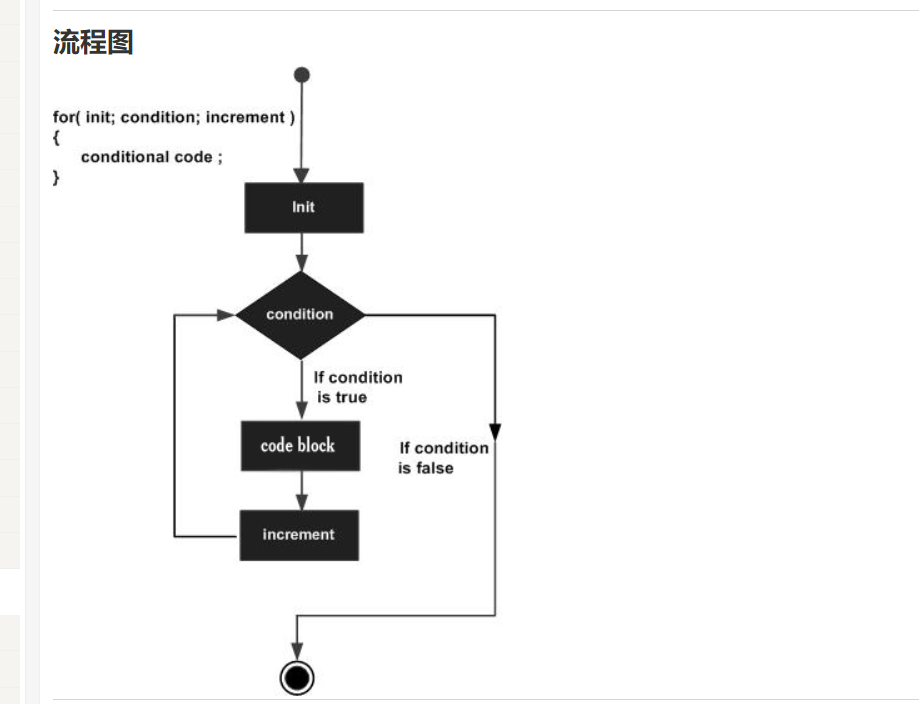 流程图
for( init; condition; increment )
{
conditional code ;
}
Init
condition
If condition
is true
code block
If condition
is false
increment